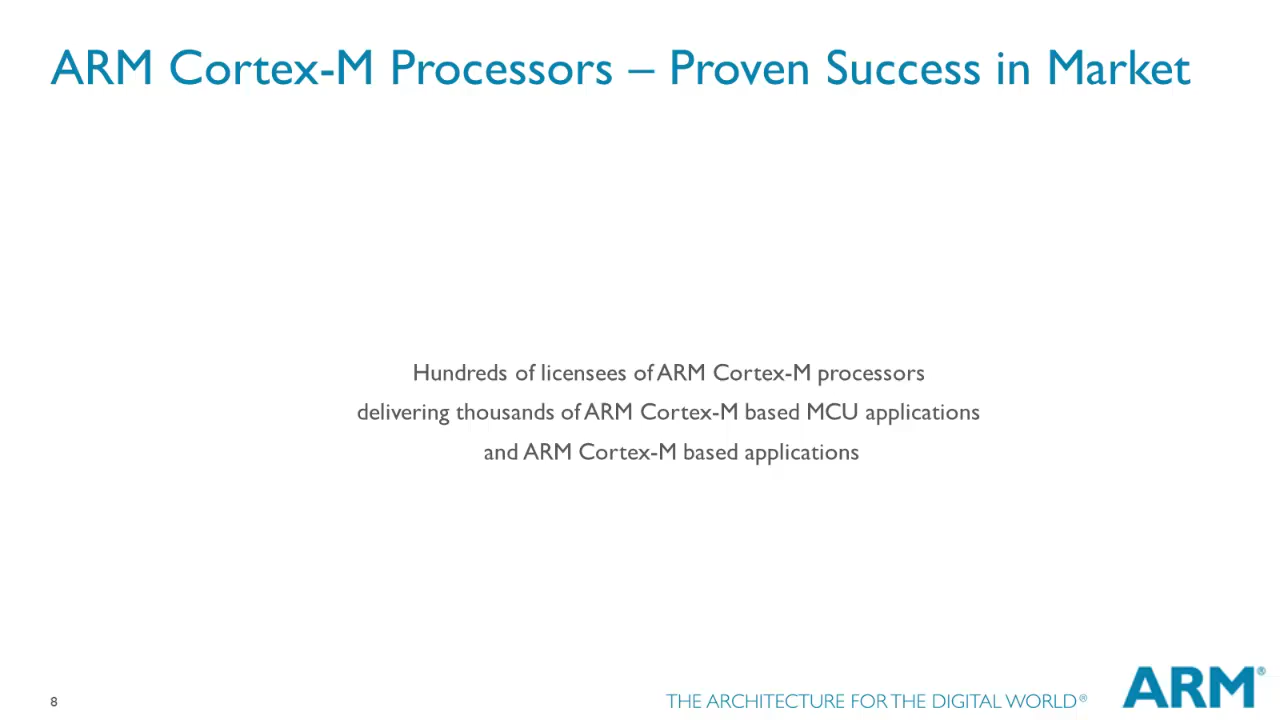 ARM Cortex-M Processors – Proven Success in Market
Hundreds of licensees of ARM Cortex-M processors
delivering thousands of ARM Cortex-M based MCU applications
and ARM Cortex-M based applications
8
THE ARCHITECTURE FOR THE DIGITAL WORLD®
ARM®